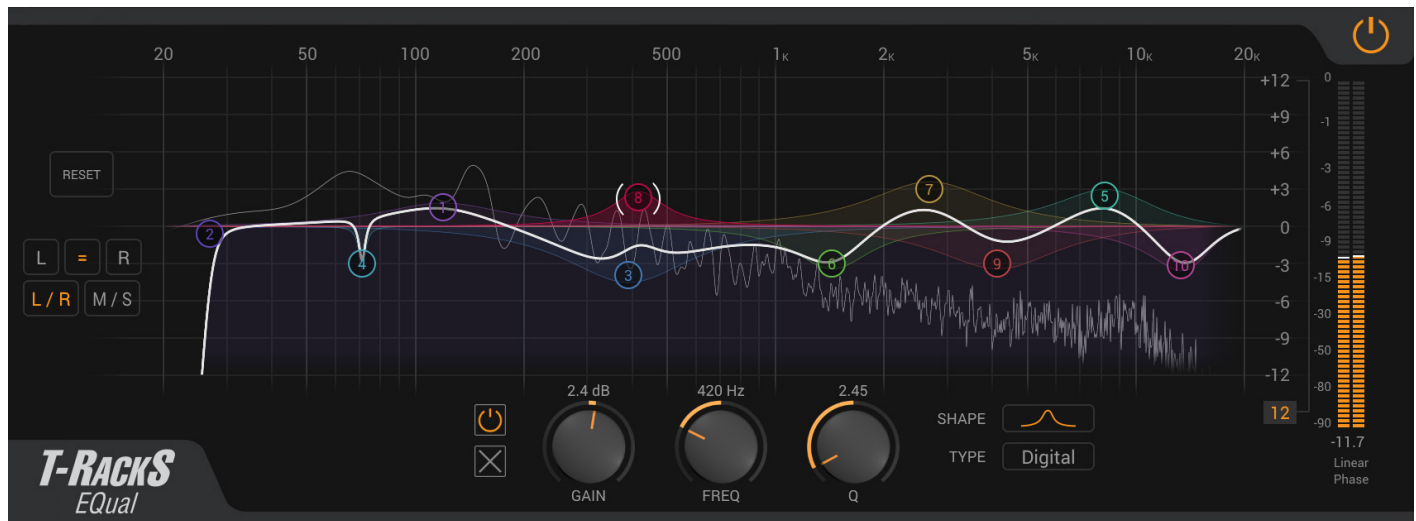 20 50 100 200 500 1K 2K 5K 10K 20K
+12
+9
+6
+3
0
-3
-6
-9
-12
12
0
-1
-3
-6
-9
-15
-30
-50
-80
-90
-11.7
Linear
Phase
RESET
L = R
L / R M / S
1
2
3
4
5
6
7
(8)
9
10
2.4 dB 420 Hz 2.45
GAIN FREQ Q
SHAPE
TYPE Digital
T-RACKS
EQual